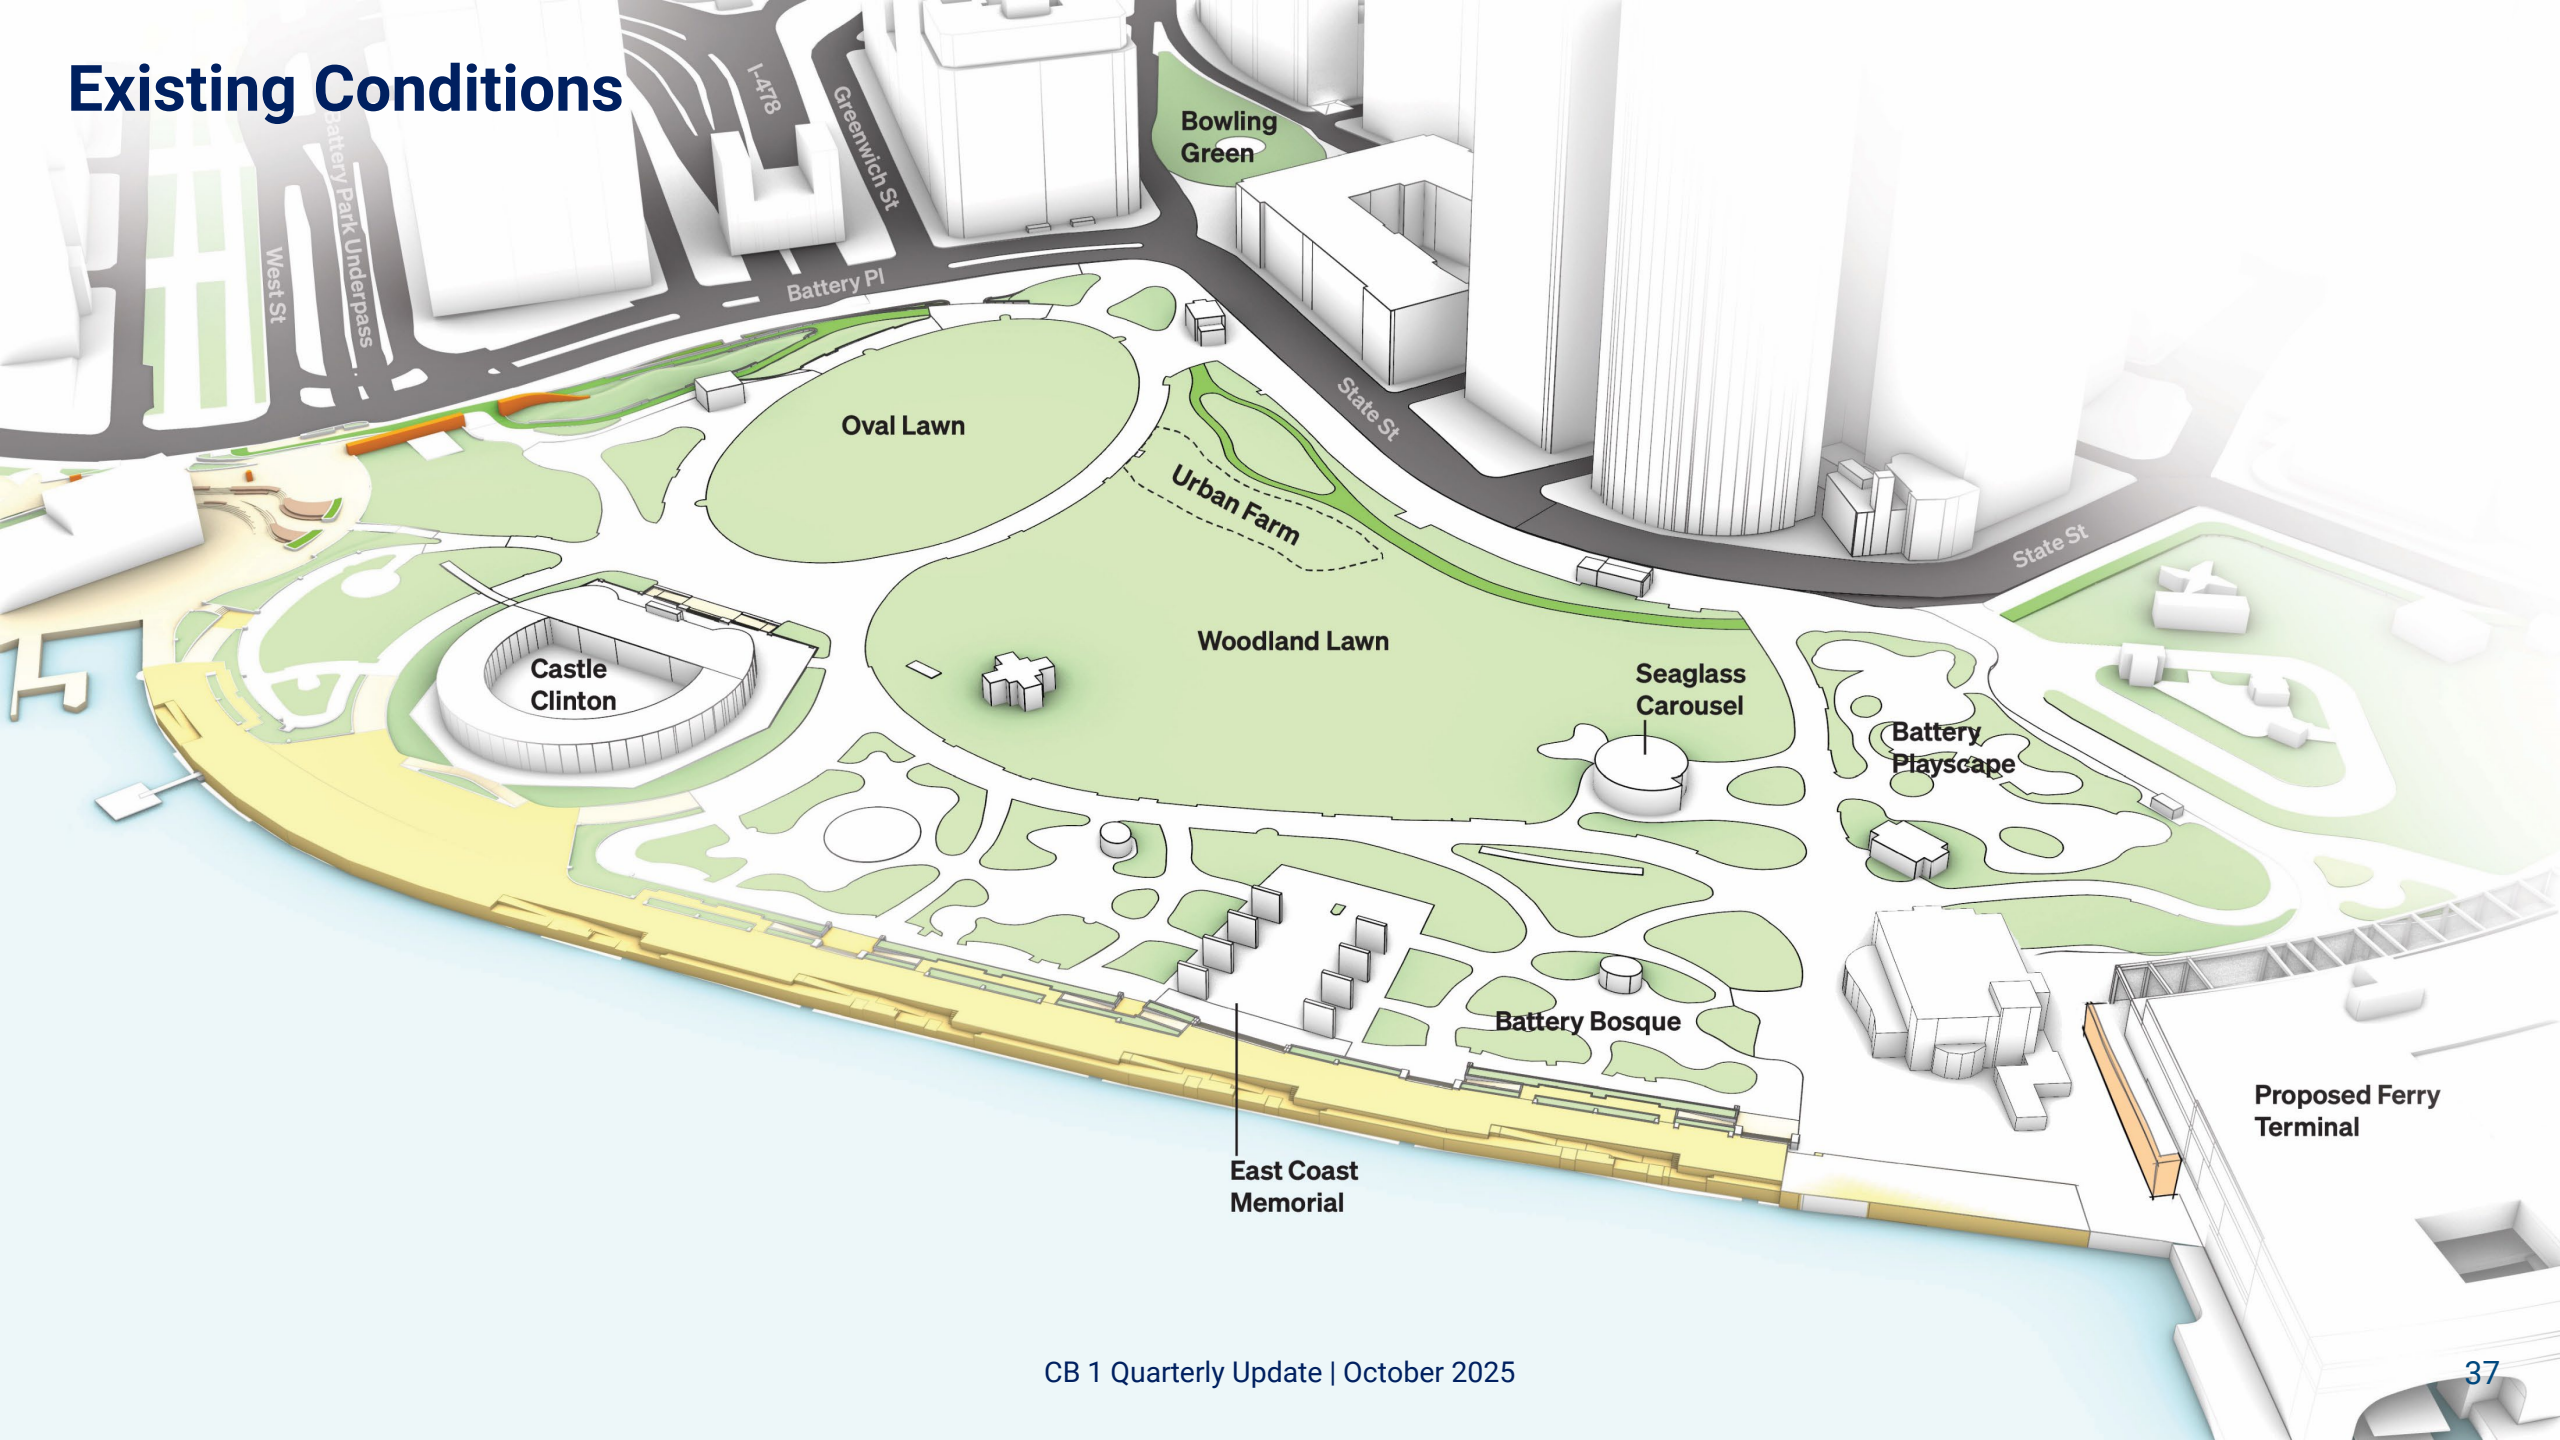 Existing Conditions
I-478
Greenwich St
Bowling
Green
Battery Park Underpass
West St
Battery Pl
State St
Oval Lawn
Urban Farm
State St
Woodland Lawn
Castle
Clinton
Seaglass
Carousel
Battery
Playscape
Battery Bosque
Proposed Ferry
Terminal
East Coast
Memorial
CB 1 Quarterly Update | October 2025
37